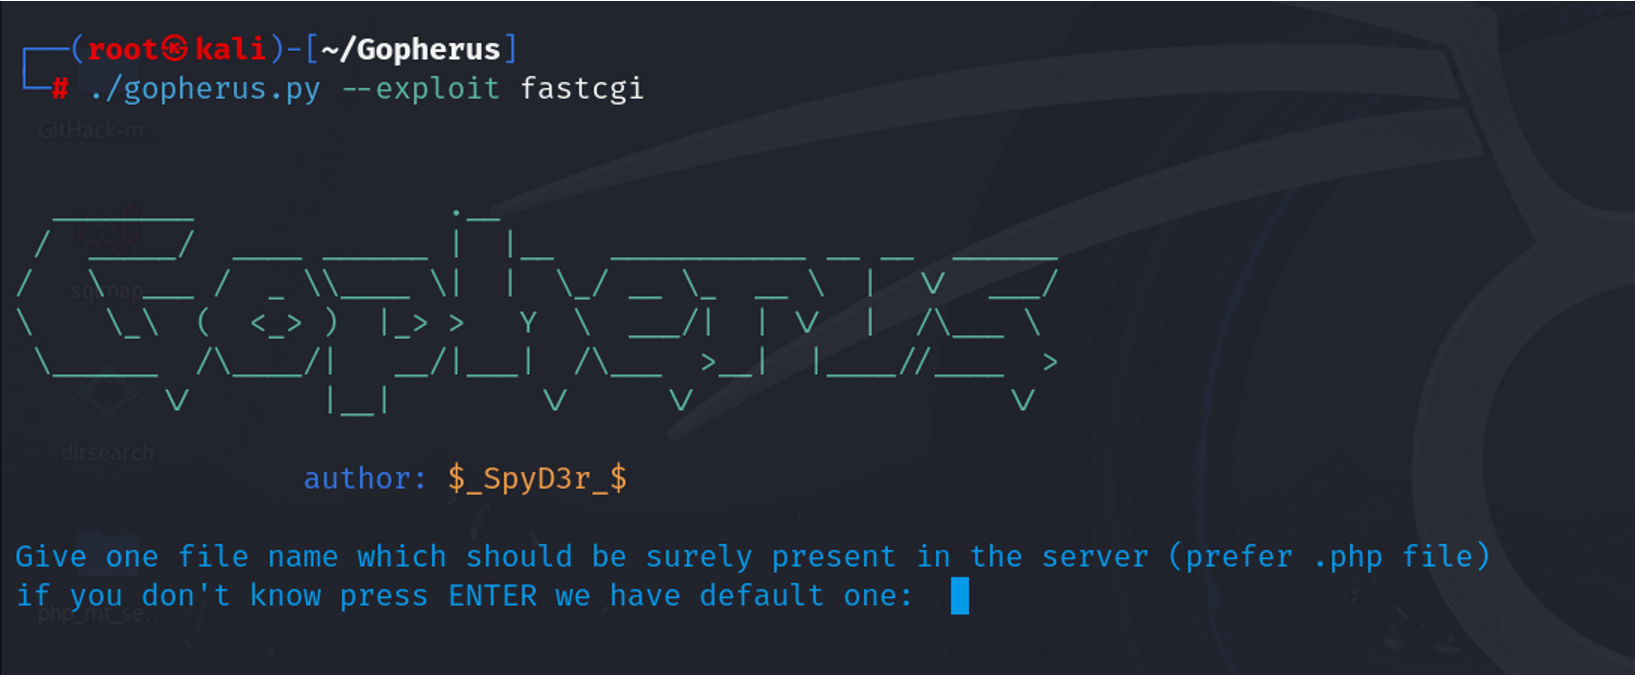 ┌──(root㉿kali)-[~/Gopherus]
└─# ./gopherus.py --exploit fastcgi
GitHack-m...
sqlmap
dirsearch
author: $_SpyD3r_$
Give one file name which should be surely present in the server (prefer .php file)
if you don't know press ENTER we have default one:
php_mt_se...